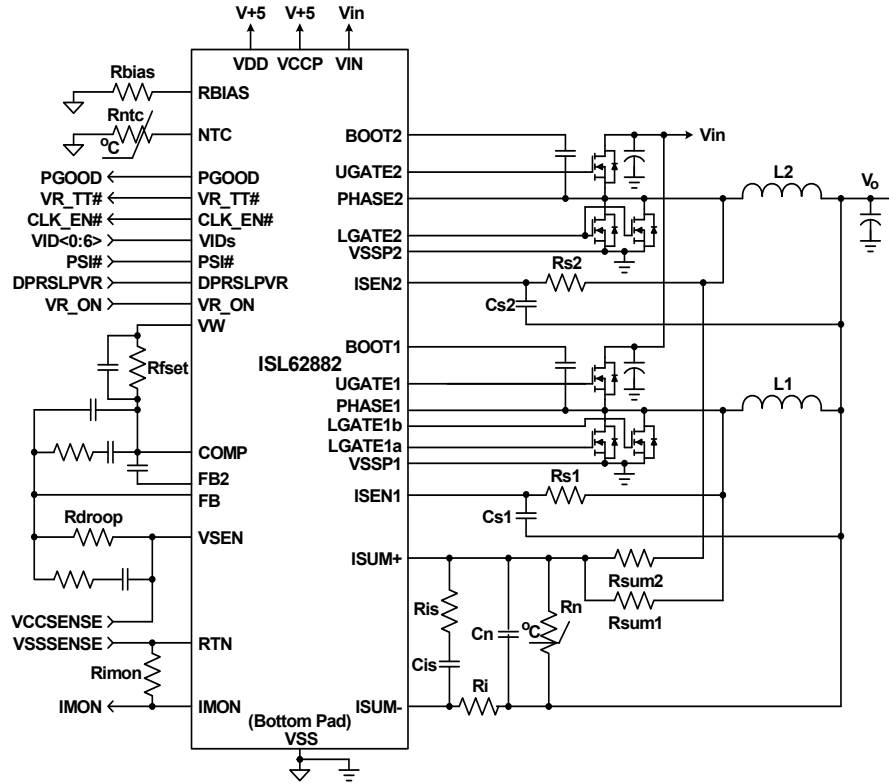 V+5 V+5 Vin
VDD VCCP VIN
Rbias
RBIAS
Rntc
°C
NTC
PGOOD PGOOD
VR_TT# VR_TT#
CLK_EN# CLK_EN#
VID<0:6> VIDs
PSI# PSI#
DPRSLPVR DPRSLPVR
VR_ON VR_ON
VW
Rfset
COMP
FB2
FB
Rdroop
VSEN
VCCSENSE
VSSSENSE RTN
Rimon
IMON IMON
ISL62882
(Bottom Pad)
VSS
BOOT2
Vin
UGATE2
L2
PHASE2
Vo
LGATE2
VSSP2
Rs2
ISEN2
Cs2
BOOT1
UGATE1
L1
PHASE1
LGATE1b
LGATE1a
VSSP1
Rs1
ISEN1
Cs1
ISUM+
Rsum2
Rsum1
Ris
Cn
°C
Rn
Cis
Ri
ISUM-